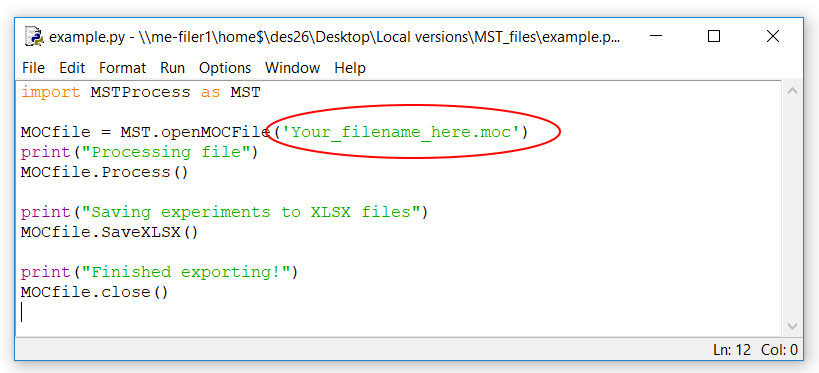 example.py - \\me-filer1\home$\des26\Desktop\Local versions\MST_files\example.p...
File Edit Format Run Options Window Help
import MSTProcess as MST
MOCfile = MST.openMOCFile('Your_filename_here.moc')
print("Processing file")
MOCfile.Process()
print("Saving experiments to XLSX files")
MOCfile.SaveXLSX()
print("Finished exporting!")
MOCfile.close()
Ln: 12 Col: 0